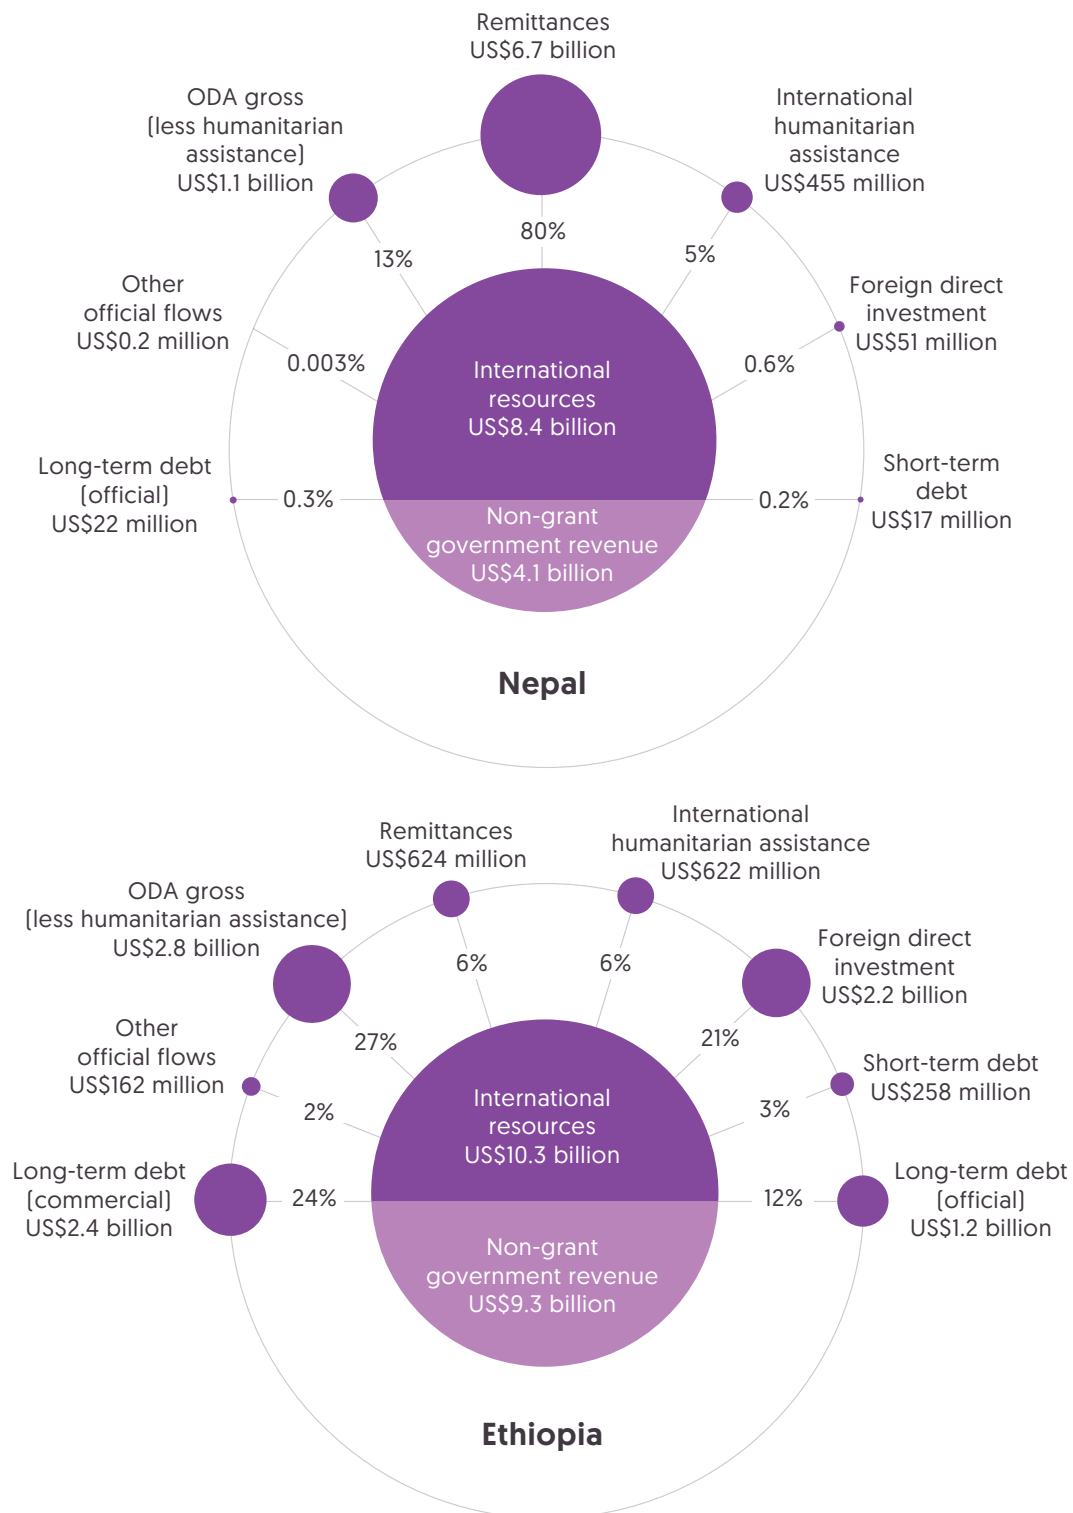 Remittances
US$6.7 billion
ODA gross
(less humanitarian
assistance)
US$1.1 billion
International
humanitarian
assistance
US$455 million
80%
13%
5%
Other
official flows
US$0.2 million
Foreign direct
investment
US$51 million
0.003%
0.6%
International
resources
US$8.4 billion
Long-term debt
(official)
US$22 million
Short-term
debt
US$17 million
0.3%
0.2%
Non-grant
government revenue
US$4.1 billion
Nepal
Remittances
US$624 million
International
humanitarian assistance
US$622 million
ODA gross
(less humanitarian assistance)
US$2.8 billion
Foreign direct
investment
US$2.2 billion
6%
6%
27%
21%
Other
official flows
US$162 million
Short-term debt
US$258 million
2%
3%
International
resources
US$10.3 billion
Long-term debt
(commercial)
US$2.4 billion
Long-term debt
(official)
US$1.2 billion
24%
12%
Non-grant
government revenue
US$9.3 billion
Ethiopia